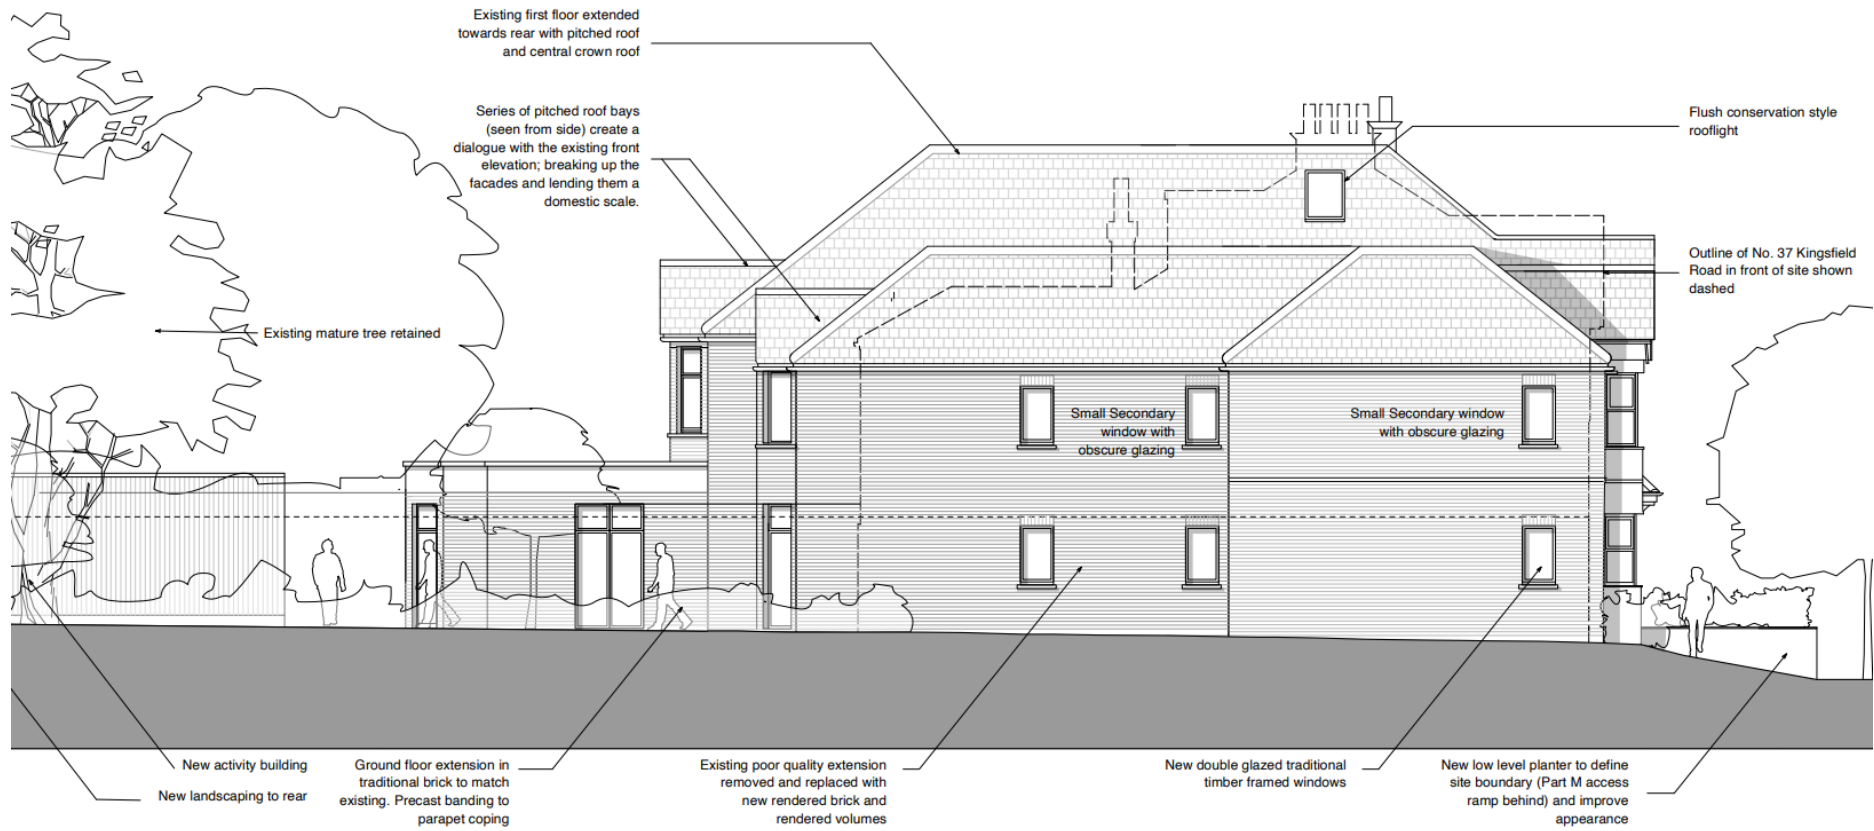 Existing first floor extended
towards rear with pitched roof
and central crown roof
Series of pitched roof bays
(seen from side) create a
dialogue with the existing front
elevation; breaking up the
facades and lending them a
domestic scale.
Flush conservation style
rooflight
Outline of No. 37 Kingsfield
Road in front of site shown
dashed
Existing mature tree retained
Small Secondary
window with
obscure glazing
Small Secondary window
with obscure glazing
New activity building
New landscaping to rear
Ground floor extension in
traditional brick to match
existing. Precast banding to
parapet coping
Existing poor quality extension
removed and replaced with
new rendered brick and
rendered volumes
New double glazed traditional
timber framed windows
New low level planter to define
site boundary (Part M access
ramp behind) and improve
appearance